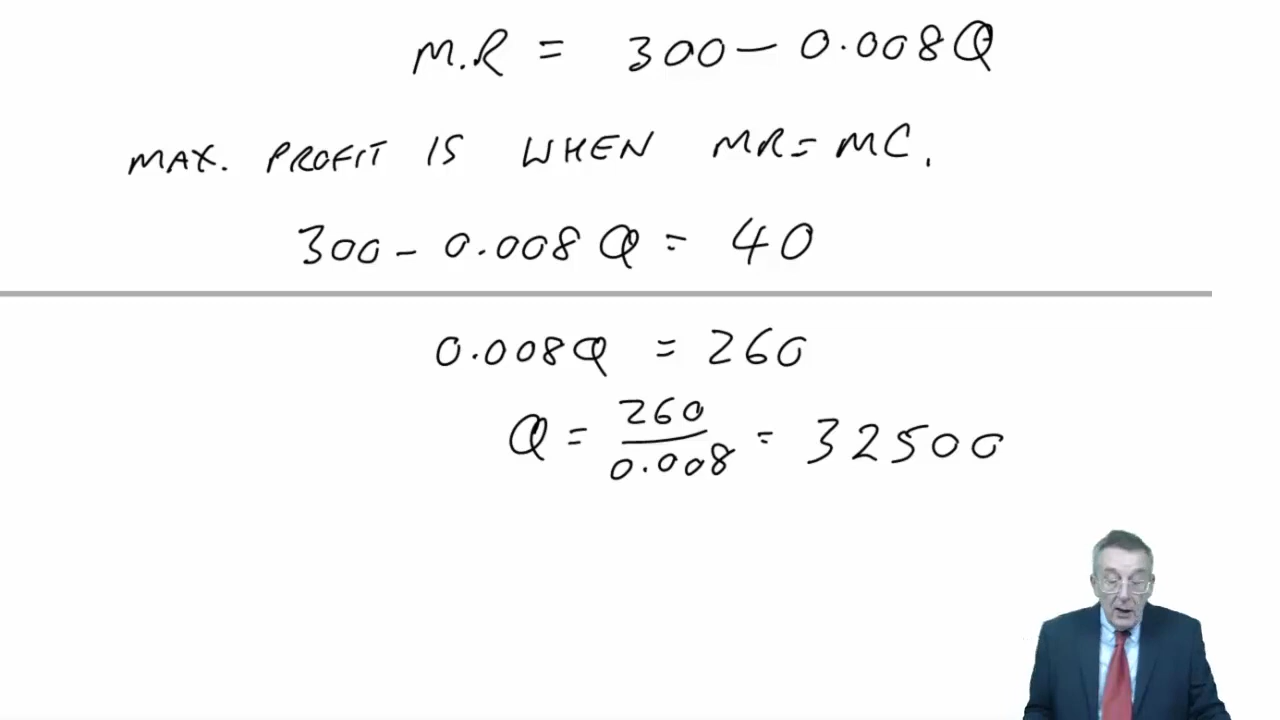 M.R = 300 - 0.008Q
MAX. PROFIT IS WHEN MR = MC.
300 - 0.008Q = 40
0.008Q = 260
Q = 260/0.008 = 32500